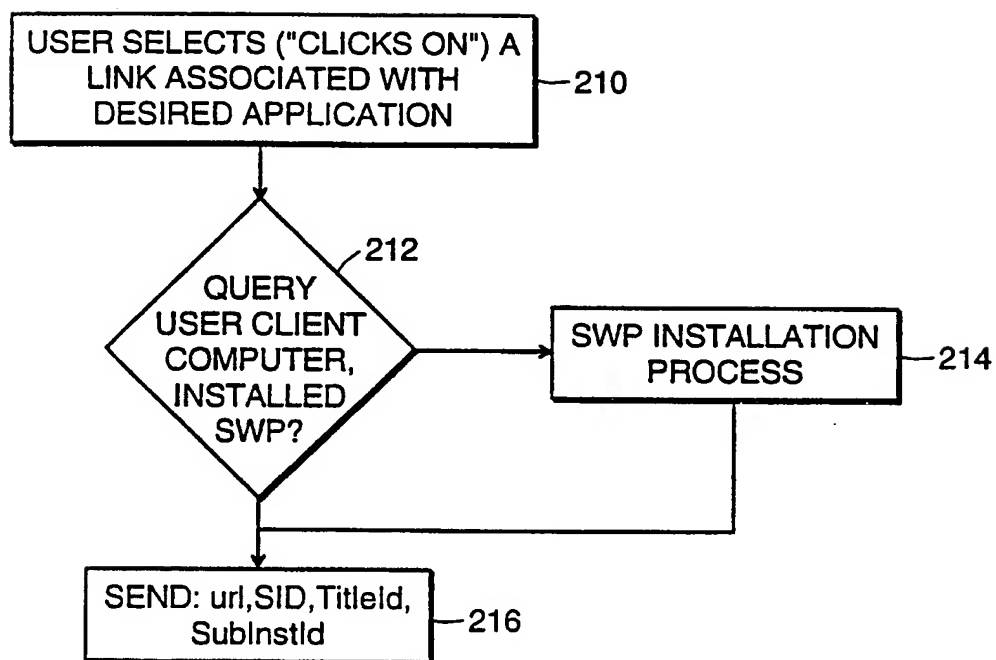 USER SELECTS ("CLICKS ON") A
LINK ASSOCIATED WITH
DESIRED APPLICATION
210
212
QUERY
USER CLIENT
COMPUTER,
INSTALLED
SWP?
SWP INSTALLATION
PROCESS
214
SEND: url,SID,TitleId,
SubInstId
216